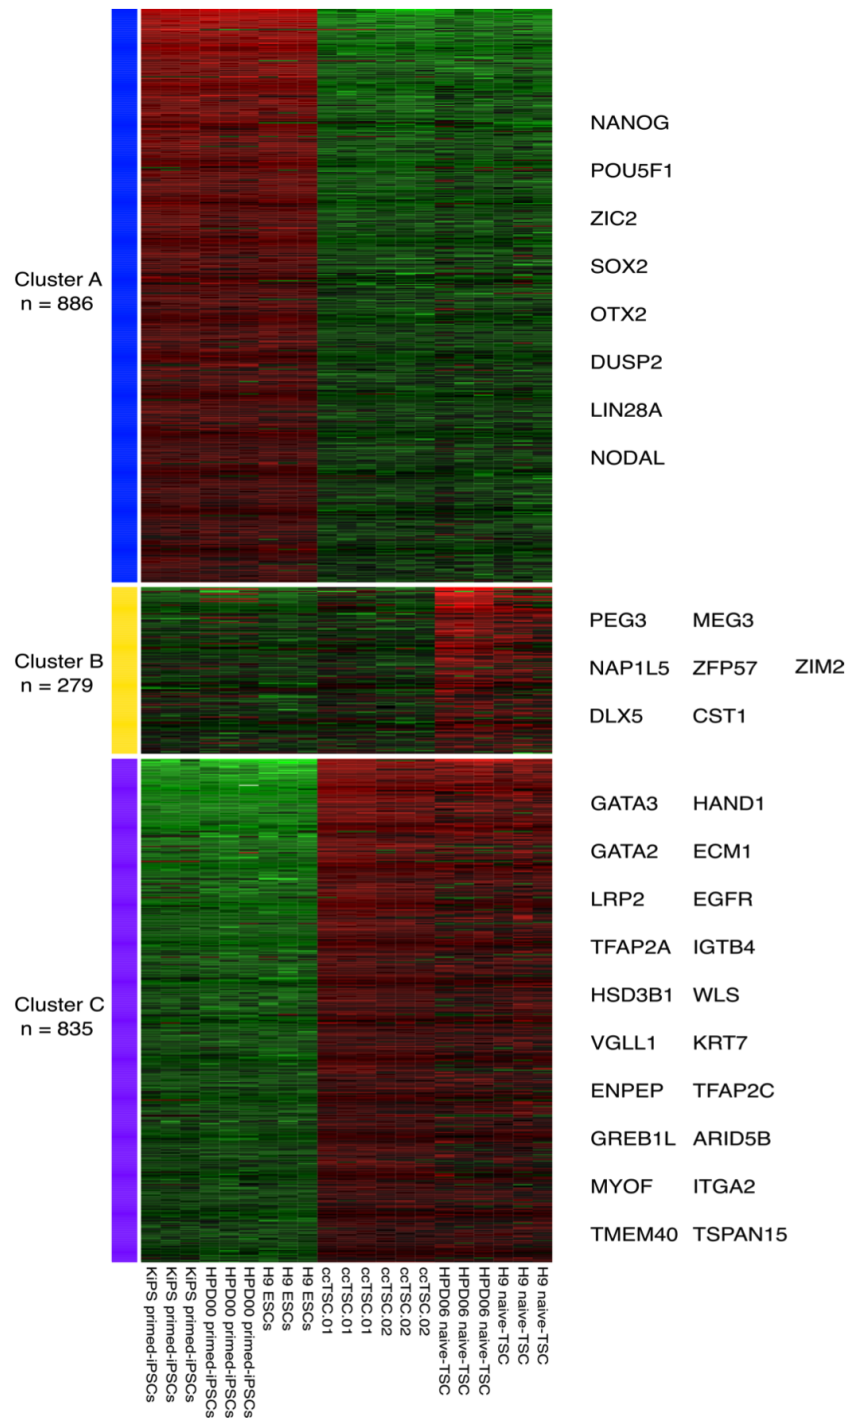 NANOG
POU5F1
ZIC2
SOX2
Cluster A
n = 886
OTX2
DUSP2
LIN28A
NODAL
Cluster B
n = 279
PEG3 MEG3
NAP1L5 ZFP57 ZIM2
DLX5 CST1
GATA3 HAND1
GATA2 ECM1
LRP2 EGFR
TFAP2A IGTB4
HSD3B1 WLS
Cluster C
n = 835
VGLL1 KRT7
ENPEP TFAP2C
GREB1L ARID5B
MYOF ITGA2
TMEM40 TSPAN15
KiPS primed-iPSCs
KiPS primed-iPSCs
KiPS primed-iPSCs
HPD00 primed-iPSCs
HPD00 primed-iPSCs
HPD00 primed-iPSCs
H9 ESCs
H9 ESCs
H9 ESCs
ccTSC.01
ccTSC.01
ccTSC.01
ccTSC.02
ccTSC.02
ccTSC.02
HPD06 naive-TSC
HPD06 naive-TSC
HPD06 naive-TSC
H9 naive-TSC
H9 naive-TSC
H9 naive-TSC